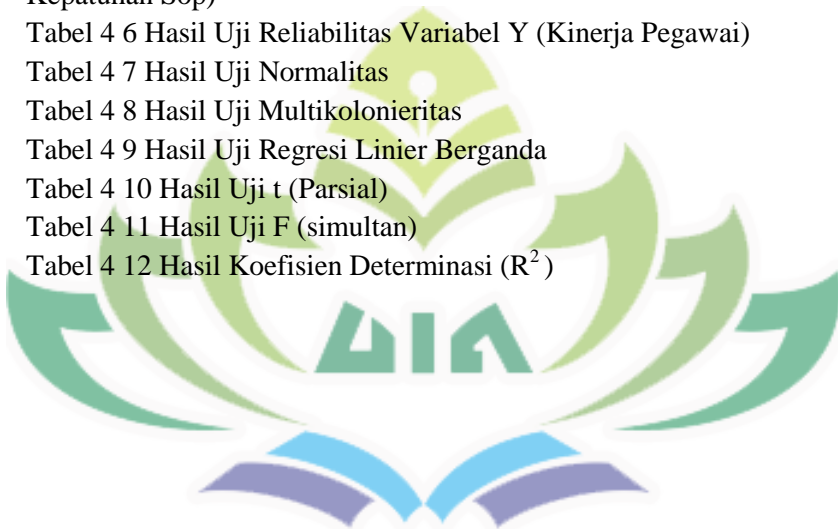 Kepatuhan Sop)
Tabel 4 6 Hasil Uji Reliabilitas Variabel Y (Kinerja Pegawai)
Tabel 4 7 Hasil Uji Normalitas
Tabel 4 8 Hasil Uji Multikolonieritas
Tabel 4 9 Hasil Uji Regresi Linier Berganda
Tabel 4 10 Hasil Uji t (Parsial)
Tabel 4 11 Hasil Uji F (simultan)
Tabel 4 12 Hasil Koefisien Determinasi (R²)
UIN